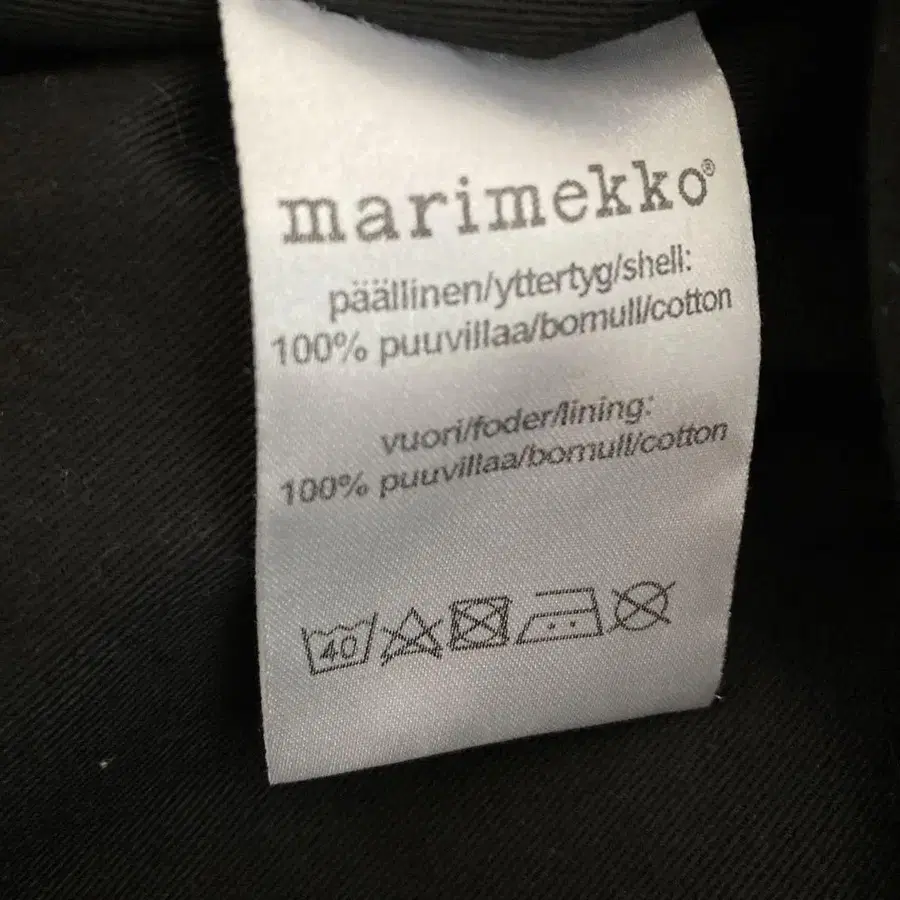 marimekko®
päällinen/yttertyg/shell:
100% puuvillaa/bomull/cotton
vuori/foder/lining:
100% puuvillaa/bomull/cotton
40